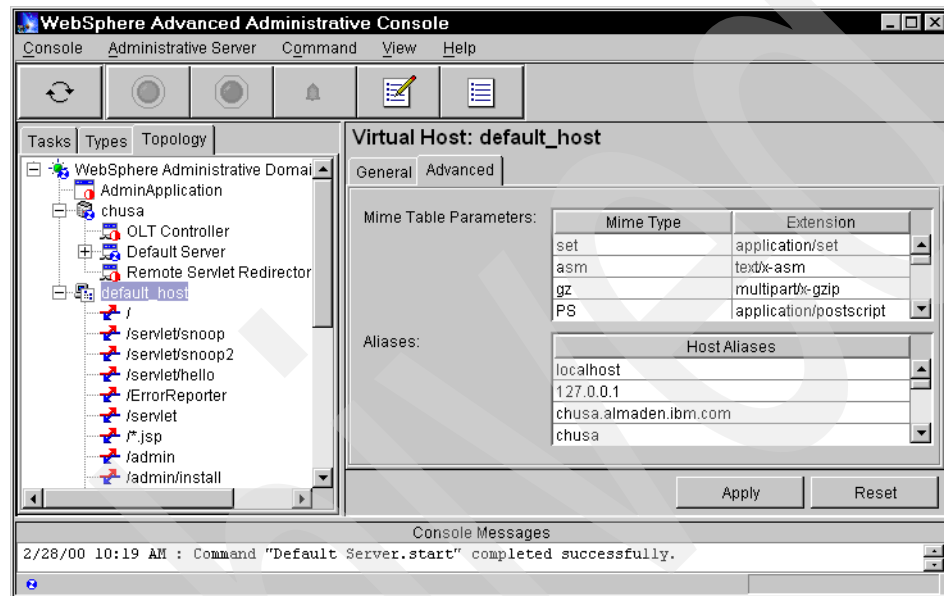 WebSphere Advanced Administrative Console
Console Administrative Server Command View Help
Tasks Types Topology
WebSphere Administrative Domai
AdminApplication
chusa
OLT Controller
Default Server
Remote Servlet Redirector
default_host
/
/servlet/snoop
/servlet/snoop2
/servlet/hello
/ErrorReporter
/servlet
/*.jsp
/admin
/admin/install
Virtual Host: default_host
General Advanced
Mime Table Parameters:
Mime Type Extension
set application/set
asm text/x-asm
gz multipart/x-gzip
PS application/postscript
Aliases:
Host Aliases
localhost
127.0.0.1
chusa.almaden.ibm.com
chusa
Apply Reset
Console Messages
2/28/00 10:19 AM : Command "Default Server.start" completed successfully.